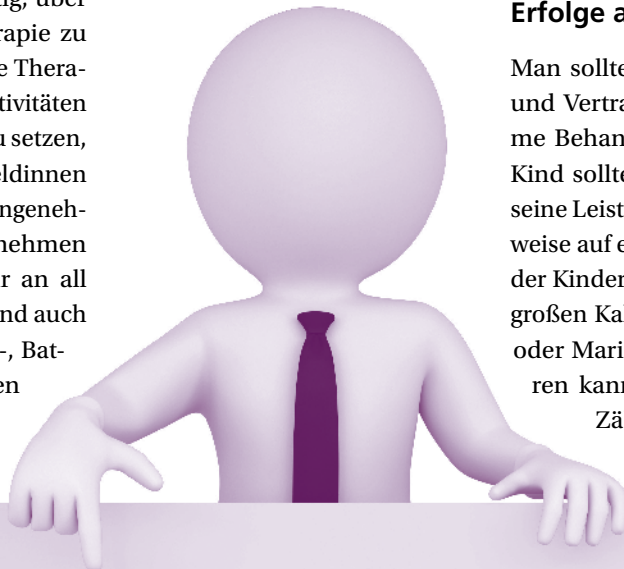 rapie zu
e Thera-
tivitäten
u setzen,
ldinnen
ngeneh-
nehmen
r an all
nd auch
-, Bat-
en
Erfolge a
Man sollte
und Vertra
me Behan
Kind sollte
seine Leist
weise auf e
der Kinder
großen Ka
oder Mari
ren kann
Zä